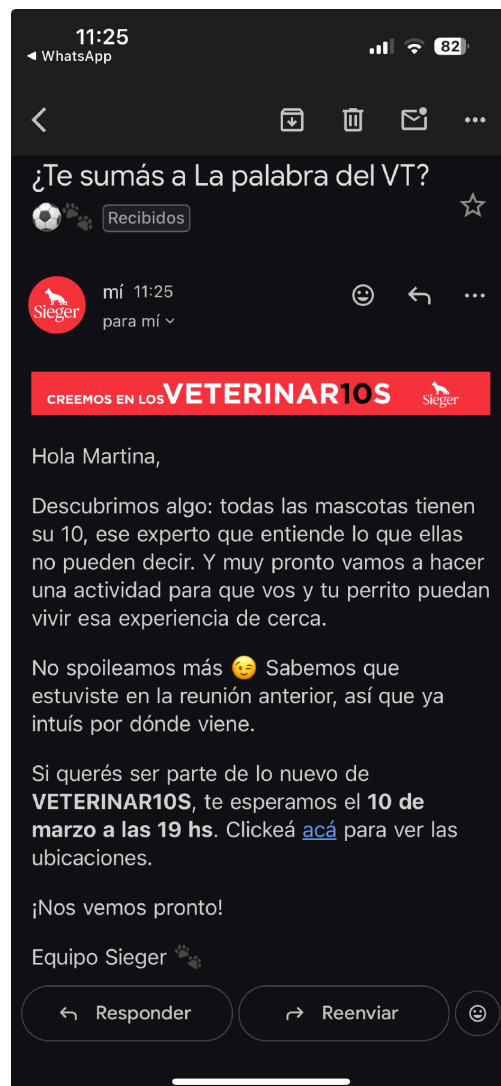 11:25
82
◀ WhatsApp
¿Te sumás a La palabra del VT?
⚽🐾 Recibidos
Sieger
mí 11:25
para mí
CREEMOS EN LOS VETERINAR10S Sieger
Hola Martina,
Descubrimos algo: todas las mascotas tienen
su 10, ese experto que entiende lo que ellas
no pueden decir. Y muy pronto vamos a hacer
una actividad para que vos y tu perrito puedan
vivir esa experiencia de cerca.
No spoileamos más 😉 Sabemos que
estuviste en la reunión anterior, así que ya
intuís por dónde viene.
Si querés ser parte de lo nuevo de
VETERINAR10S, te esperamos el 10 de
marzo a las 19 hs. Clickeá acá para ver las
ubicaciones.
¡Nos vemos pronto!
Equipo Sieger 🐾
Responder
Reenviar